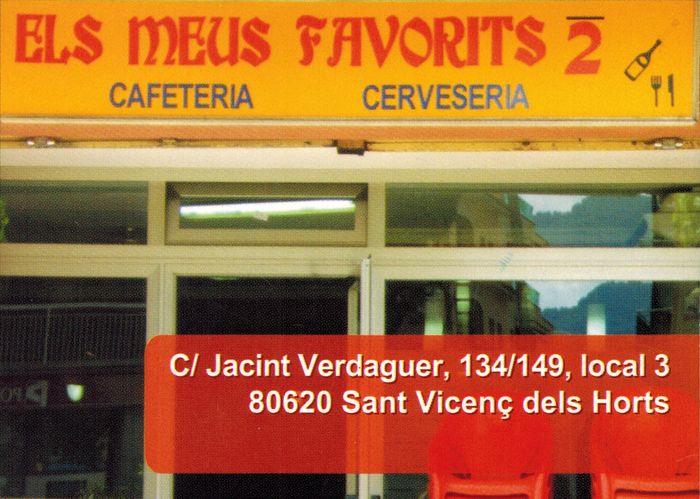 ELS MEUS FAVORITS 2
CAFETERIA CERVESERIA
C/ Jacint Verdaguer, 134/149, local 3
80620 Sant Vicenç dels Horts